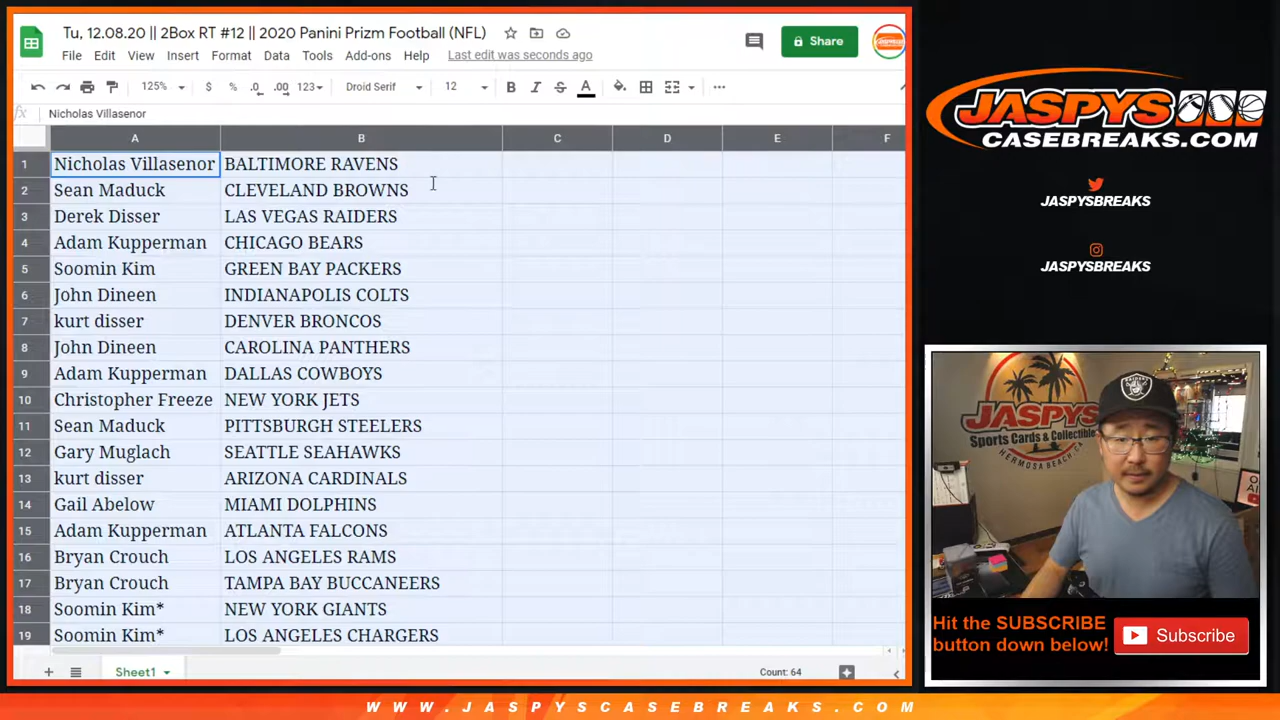 Tu, 12.08.20 || 2Box RT #12 || 2020 Panini Prizm Football (NFL)
File Edit View Insert Format Data Tools Add-ons Help Last edit was seconds ago
Share
125% $ % .0 .00 123 Droid Serif 12 B I S A
fx Nicholas Villasenor
A B C D E F
1 Nicholas Villasenor BALTIMORE RAVENS
2 Sean Maduck CLEVELAND BROWNS
3 Derek Disser LAS VEGAS RAIDERS
4 Adam Kupperman CHICAGO BEARS
5 Soomin Kim GREEN BAY PACKERS
6 John Dineen INDIANAPOLIS COLTS
7 kurt disser DENVER BRONCOS
8 John Dineen CAROLINA PANTHERS
9 Adam Kupperman DALLAS COWBOYS
10 Christopher Freeze NEW YORK JETS
11 Sean Maduck PITTSBURGH STEELERS
12 Gary Muglach SEATTLE SEAHAWKS
13 kurt disser ARIZONA CARDINALS
14 Gail Abelow MIAMI DOLPHINS
15 Adam Kupperman ATLANTA FALCONS
16 Bryan Crouch LOS ANGELES RAMS
17 Bryan Crouch TAMPA BAY BUCCANEERS
18 Soomin Kim* NEW YORK GIANTS
19 Soomin Kim* LOS ANGELES CHARGERS
Sheet1
Count: 64
JASPYS
CASEBREAKS.COM
JASPYSBREAKS
JASPYSBREAKS
JASPYS
Sports Cards & Collectible
HERMOSA BEACH, CA
Hit the SUBSCRIBE
button down below!
Subscribe
WWW.JASPYSCASEBREAKS.COM